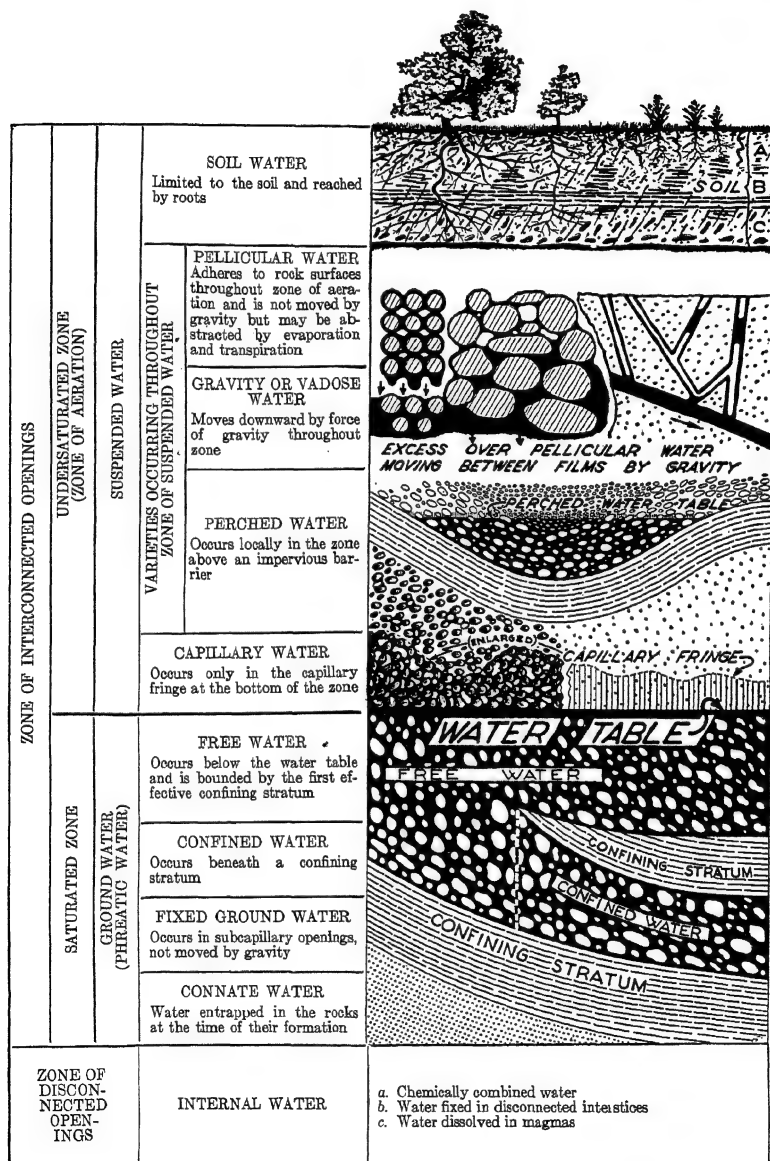 ZONE OF INTERCONNECTED OPENINGS
UNDERSATURATED ZONE
(ZONE OF AERATION)
SUSPENDED WATER
SOIL WATER
Limited to the soil and reached
by roots
VARIETIES OCCURRING THROUGHOUT
ZONE OF SUSPENDED WATER
PELLICULAR WATER
Adheres to rock surfaces
throughout zone of aera-
tion and is not moved by
gravity but may be ab-
stracted by evaporation
and transpiration
GRAVITY OR VADOSE
WATER
Moves downward by force
of gravity throughout
zone
PERCHED WATER
Occurs locally in the zone
above an impervious bar-
rier
CAPILLARY WATER
Occurs only in the capillary
fringe at the bottom of the zone
A
SOIL B
C
EXCESS OVER PELLICULAR WATER
MOVING BETWEEN FILMS BY GRAVITY
PERCHED WATER TABLE
(ENLARGED)
CAPILLARY FRINGE
SATURATED ZONE
GROUND WATER
(PHREATIC WATER)
FREE WATER
Occurs below the water table
and is bounded by the first ef-
fective confining stratum
CONFINED WATER
Occurs beneath a confining
stratum
FIXED GROUND WATER
Occurs in subcapillary openings,
not moved by gravity
CONNATE WATER
Water entrapped in the rocks
at the time of their formation
WATER TABLE
FREE WATER
CONFINING STRATUM
CONFINED WATER
CONFINING STRATUM
ZONE OF
DISCON-
NECTED
OPEN-
INGS
INTERNAL WATER
a. Chemically combined water
b. Water fixed in disconnected interstices
c. Water dissolved in magmas